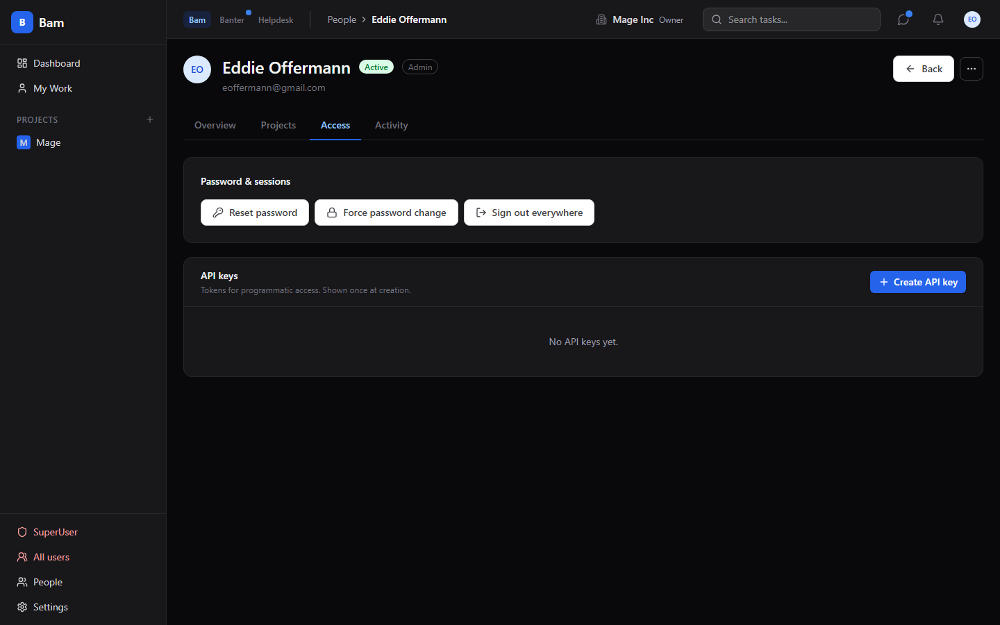 B Bam
Dashboard
My Work
PROJECTS
M Mage
SuperUser
All users
People
Settings
Bam Banter Helpdesk People Eddie Offermann Mage Inc Owner Search tasks... EO
EO Eddie Offermann Active Admin
eoffermann@gmail.com
Back
Overview Projects Access Activity
Password & sessions
Reset password Force password change Sign out everywhere
API keys
Tokens for programmatic access. Shown once at creation.
Create API key
No API keys yet.